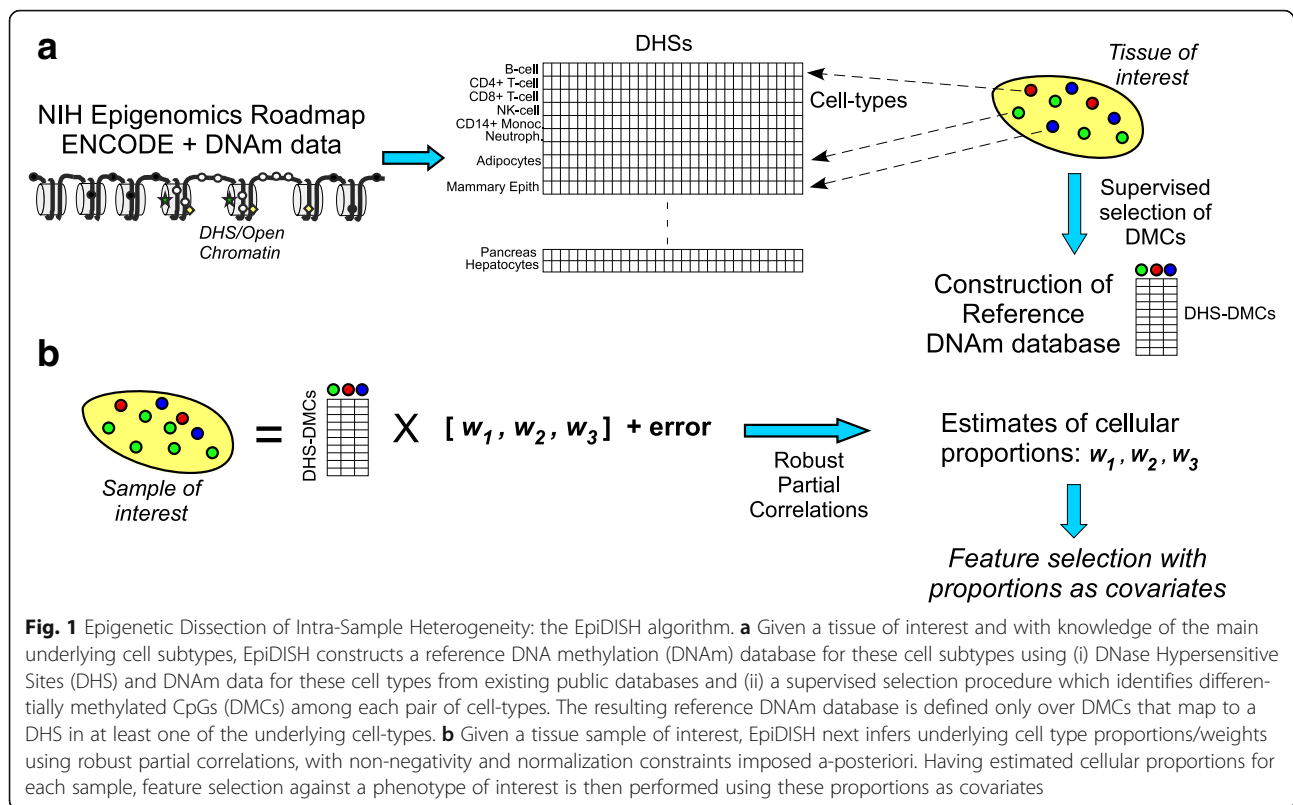 a
NIH Epigenomics Roadmap
ENCODE + DNAm data
DHS/Open
Chromatin
DHSs
B-cell
CD4+ T-cell
CD8+ T-cell
NK-cell
CD14+ Monoc.
Neutroph.
Adipocytes
Mammary Epith
Pancreas
Hepatocytes
Cell-types
Tissue of
interest
Supervised
selection of
DMCs
Construction of
Reference
DNAm database
DHS-DMCs
b
Sample of
interest
=
DHS-DMCs
X
[ w1 , w2 , w3 ] + error
Robust
Partial
Correlations
Estimates of cellular
proportions: w1 , w2 , w3
Feature selection with
proportions as covariates
Fig. 1 Epigenetic Dissection of Intra-Sample Heterogeneity: the EpiDISH algorithm. a Given a tissue of interest and with knowledge of the main
underlying cell subtypes, EpiDISH constructs a reference DNA methylation (DNAm) database for these cell subtypes using (i) DNase Hypersensitive
Sites (DHS) and DNAm data for these cell types from existing public databases and (ii) a supervised selection procedure which identifies differen-
tially methylated CpGs (DMCs) among each pair of cell-types. The resulting reference DNAm database is defined only over DMCs that map to a
DHS in at least one of the underlying cell-types. b Given a tissue sample of interest, EpiDISH next infers underlying cell type proportions/weights
using robust partial correlations, with non-negativity and normalization constraints imposed a-posteriori. Having estimated cellular proportions for
each sample, feature selection against a phenotype of interest is then performed using these proportions as covariates